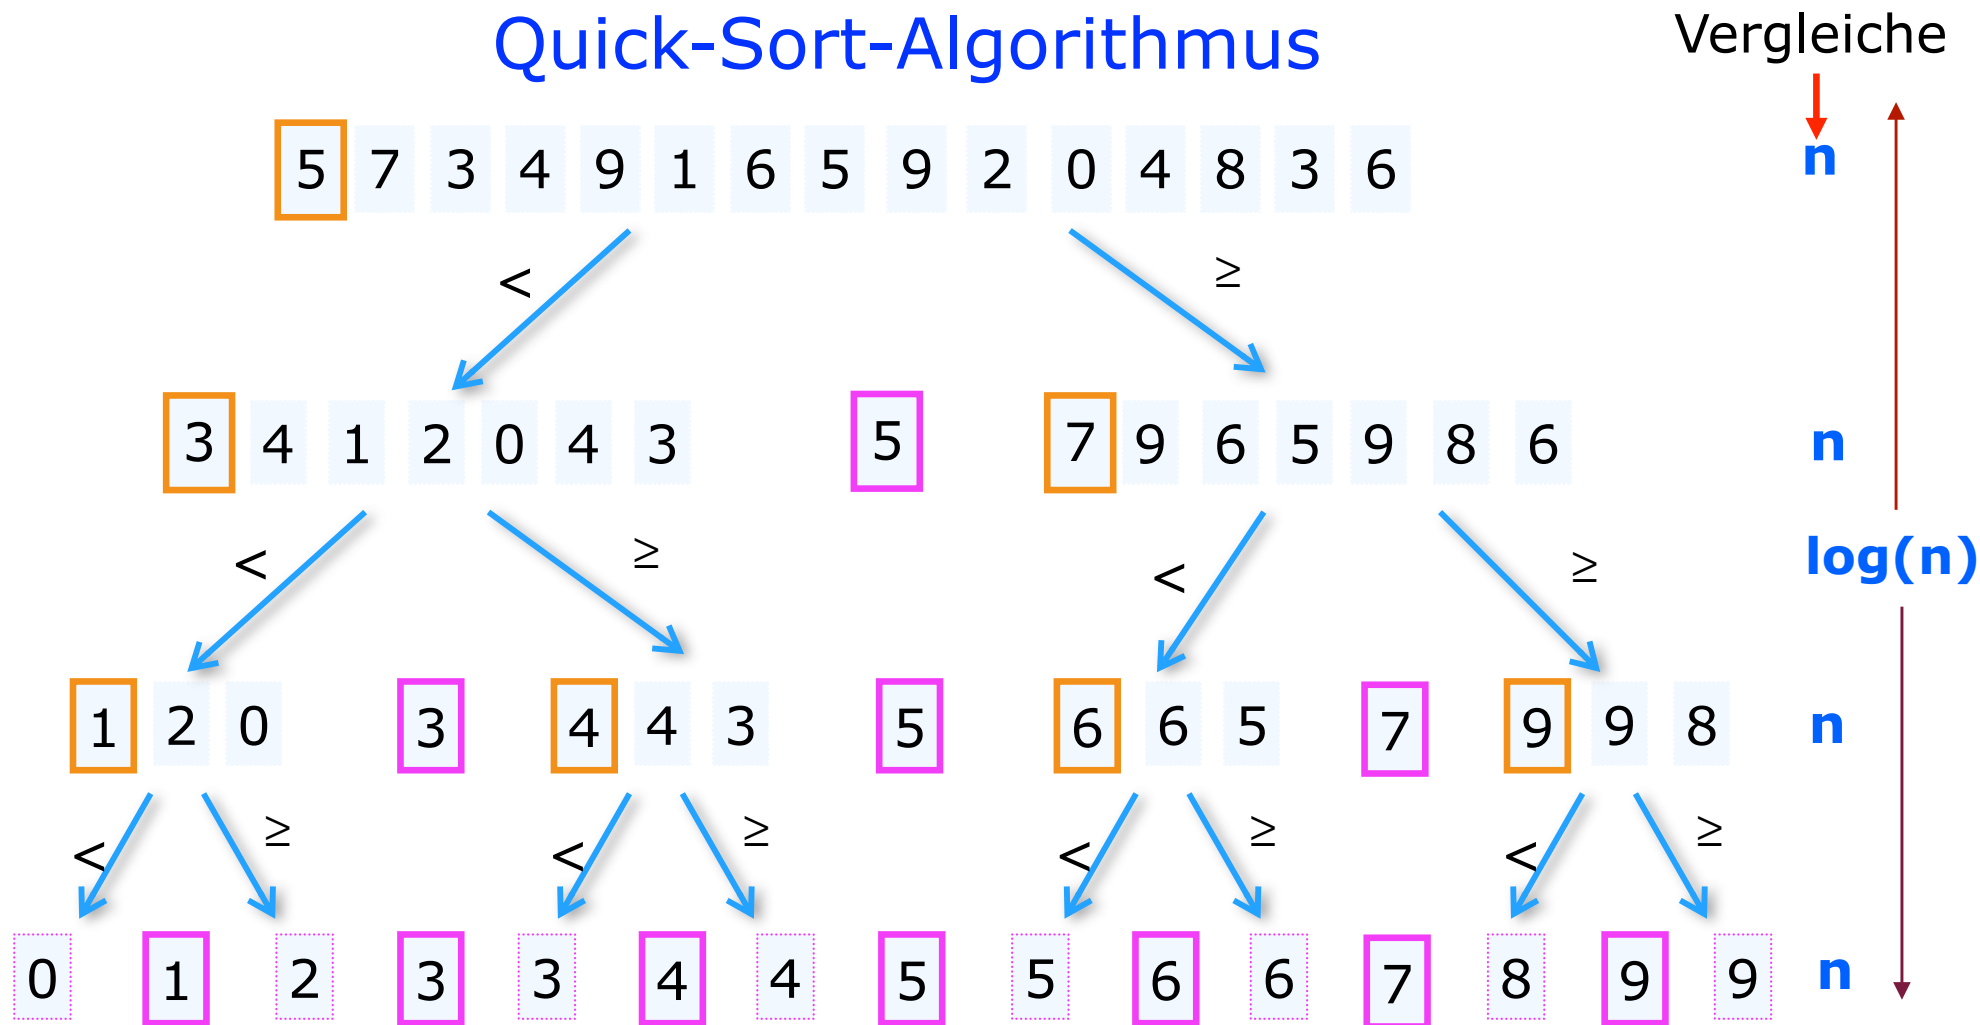 Quick-Sort-Algorithmus
Vergleiche
5 7 3 4 9 1 6 5 9 2 0 4 8 3 6
n
< ≥
3 4 1 2 0 4 3 5 7 9 6 5 9 8 6
n
< ≥ < ≥
log(n)
1 2 0 3 4 4 3 5 6 6 5 7 9 9 8
n
< ≥ < ≥ < ≥ < ≥
0 1 2 3 3 4 4 5 5 6 6 7 8 9 9
n